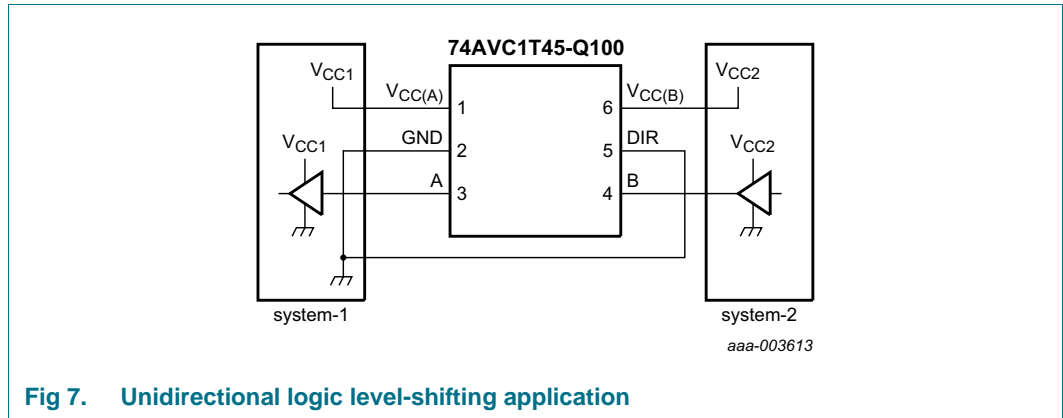 74AVC1T45-Q100
VCC1
VCC(A)
1
GND
2
VCC1
A
3
VCC2
6
VCC(B)
5
DIR
VCC2
4
B
system-1
system-2
aaa-003613
Fig 7. Unidirectional logic level-shifting application